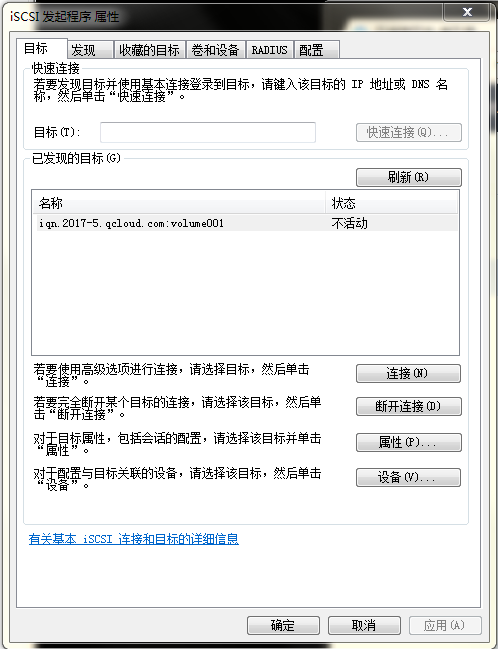 iSCSI 发起程序 属性
目标 发现 收藏的目标 卷和设备 RADIUS 配置
快速连接
若要发现目标并使用基本连接登录到目标，请键入该目标的 IP 地址或 DNS 名
称，然后单击“快速连接”。
目标(T): 快速连接(Q)...
已发现的目标(G)
刷新(R)
名称 状态
iqn.2017-5.qcloud.com:volume001 不活动
若要使用高级选项进行连接，请选择目标，然后单击
“连接”。
连接(N)
若要完全断开某个目标的连接，请选择该目标，然后单
击“断开连接”。
断开连接(D)
对于目标属性，包括会话的配置，请选择该目标并单击
“属性”。
属性(P)...
对于配置与目标关联的设备，请选择该目标，然后单击
“设备”。
设备(V)...
有关基本 iSCSI 连接和目标的详细信息
确定 取消 应用(A)